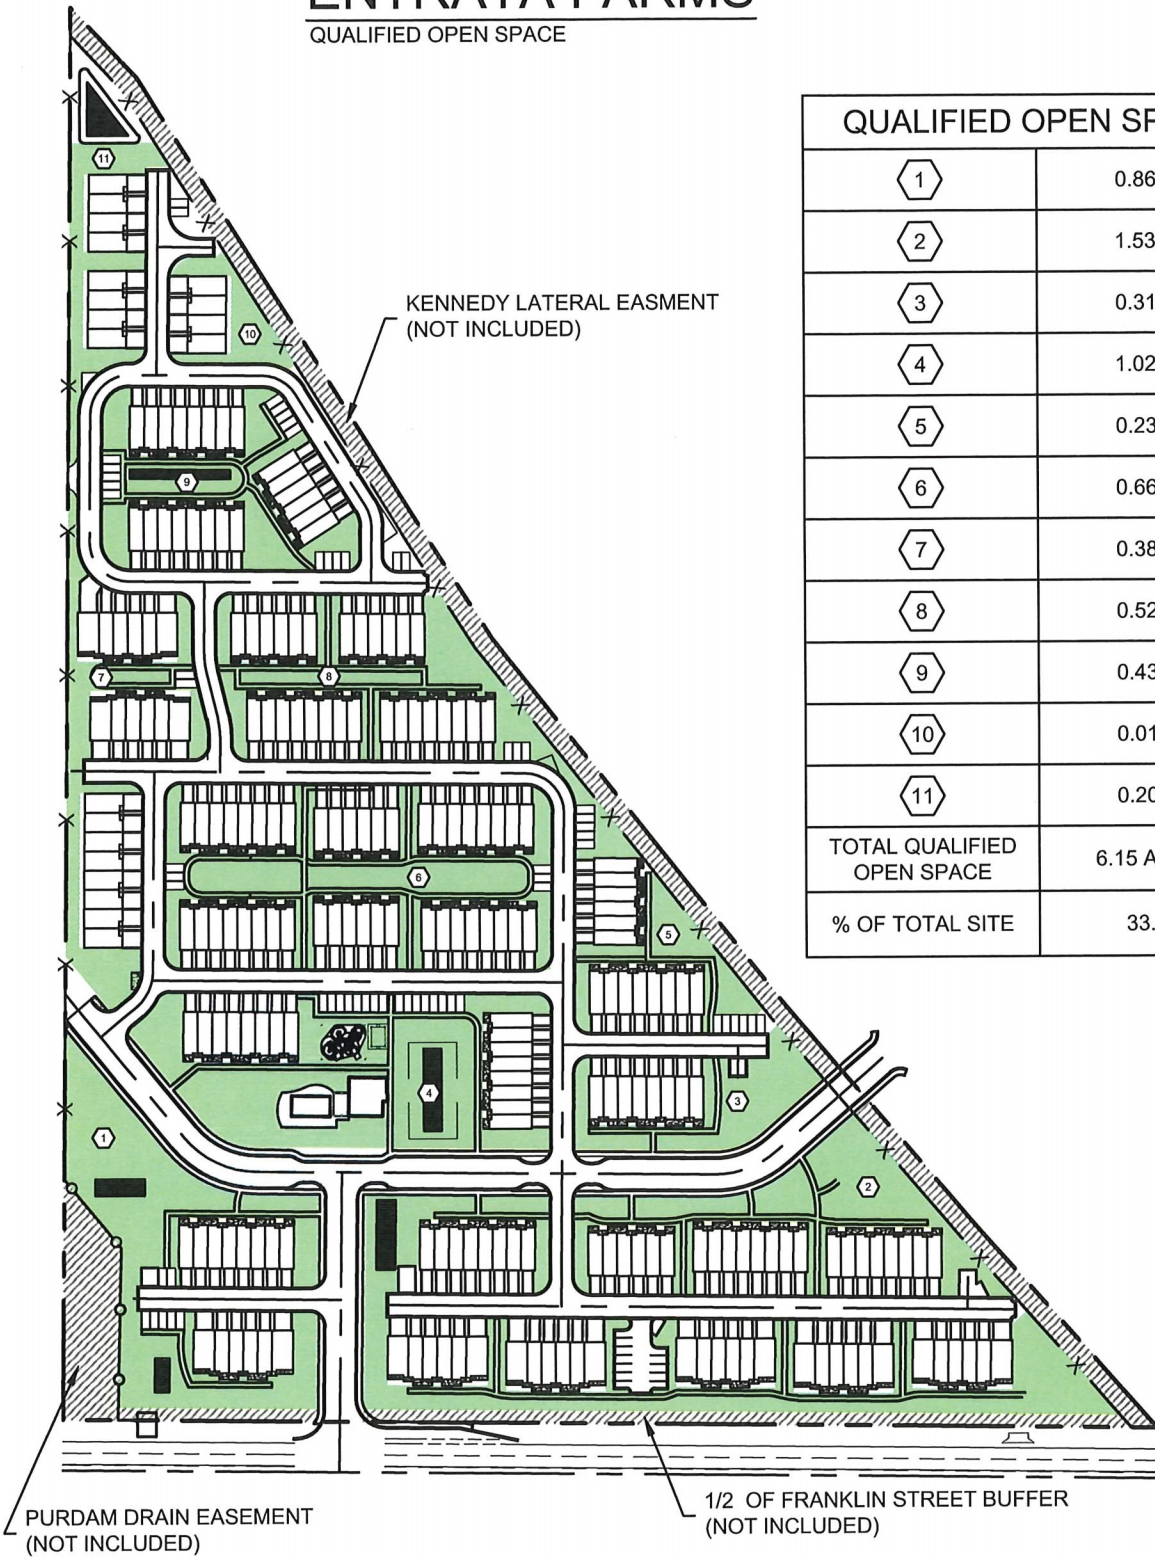 QUALIFIED OPEN SPACE
QUALIFIED OPEN SP
1 0.86
2 1.53
3 0.31
4 1.02
5 0.23
6 0.66
7 0.38
8 0.52
9 0.43
10 0.01
11 0.20
TOTAL QUALIFIED
OPEN SPACE
6.15 A
% OF TOTAL SITE 33.
KENNEDY LATERAL EASMENT
(NOT INCLUDED)
11
10
9
7
8
6
5
4
3
1
2
PURDAM DRAIN EASEMENT
(NOT INCLUDED)
1/2 OF FRANKLIN STREET BUFFER
(NOT INCLUDED)